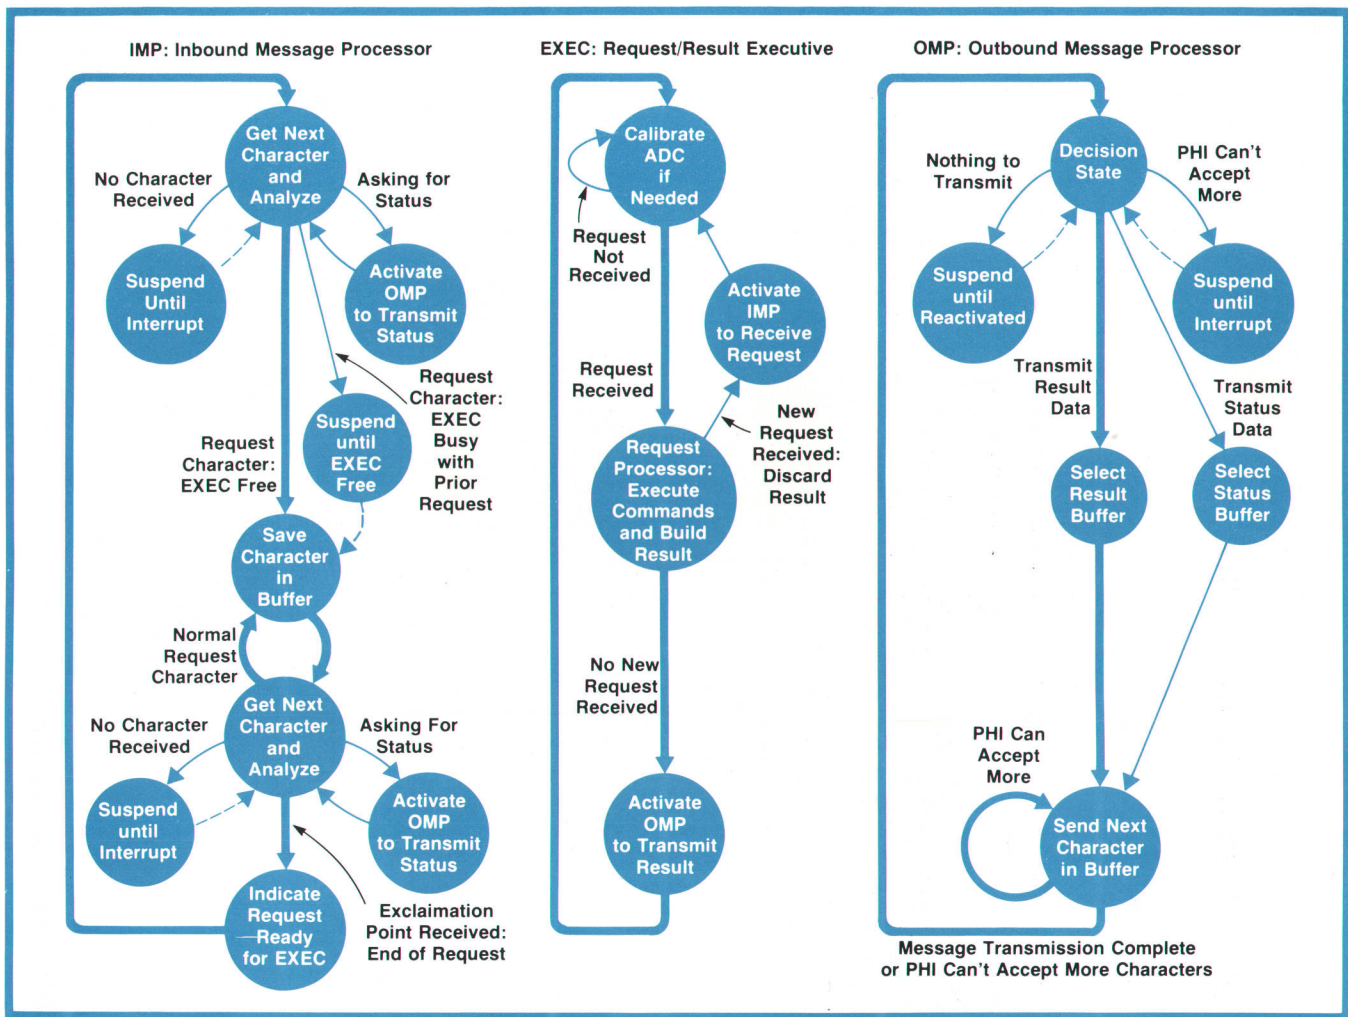 IMP: Inbound Message Processor
Get Next
Character
and
Analyze
No Character
Received
Asking for
Status
Suspend
Until
Interrupt
Activate
OMP
to Transmit
Status
Request
Character:
EXEC
Busy
with
Prior
Request
Suspend
until
EXEC
Free
Request
Character:
EXEC Free
Save
Character
in
Buffer
Normal
Request
Character
Get Next
Character
and
Analyze
No Character
Received
Asking For
Status
Suspend
until
Interrupt
Activate
OMP
to Transmit
Status
Indicate
Request
Ready
for EXEC
Exclaimation
Point Received:
End of Request
EXEC: Request/Result Executive
Calibrate
ADC
if
Needed
Request
Not
Received
Activate
IMP
to Receive
Request
Request
Received
New
Request
Received:
Discard
Result
Request
Processor:
Execute
Commands
and Build
Result
No New
Request
Received
Activate
OMP
to Transmit
Result
OMP: Outbound Message Processor
Decision
State
Nothing to
Transmit
PHI Can't
Accept
More
Suspend
until
Reactivated
Suspend
until
Interrupt
Transmit
Result
Data
Transmit
Status
Data
Select
Result
Buffer
Select
Status
Buffer
PHI Can
Accept
More
Send Next
Character
in Buffer
Message Transmission Complete
or PHI Can't Accept More Characters